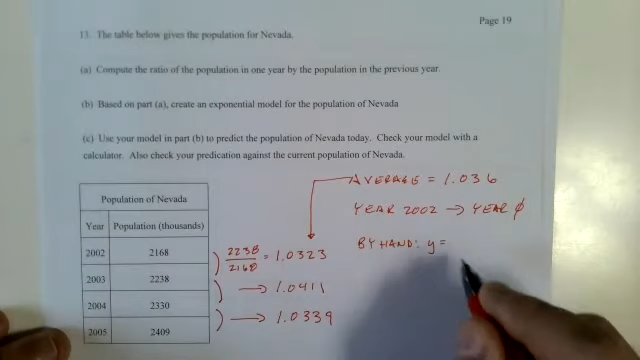 Page 19
13. The table below gives the population for Nevada.
(a) Compute the ratio of the population in one year by the population in the previous year.
(b) Based on part (a), create an exponential model for the population of Nevada
(c) Use your model in part (b) to predict the population of Nevada today. Check your model with a
calculator. Also check your predication against the current population of Nevada.
AVERAGE = 1.036
YEAR 2002 → YEAR 0
BY HAND: y =
Population of Nevada
Year Population (thousands)
2002 2168
2238/2168 = 1.0323
2003 2238
→ 1.0411
2004 2330
→ 1.0339
2005 2409